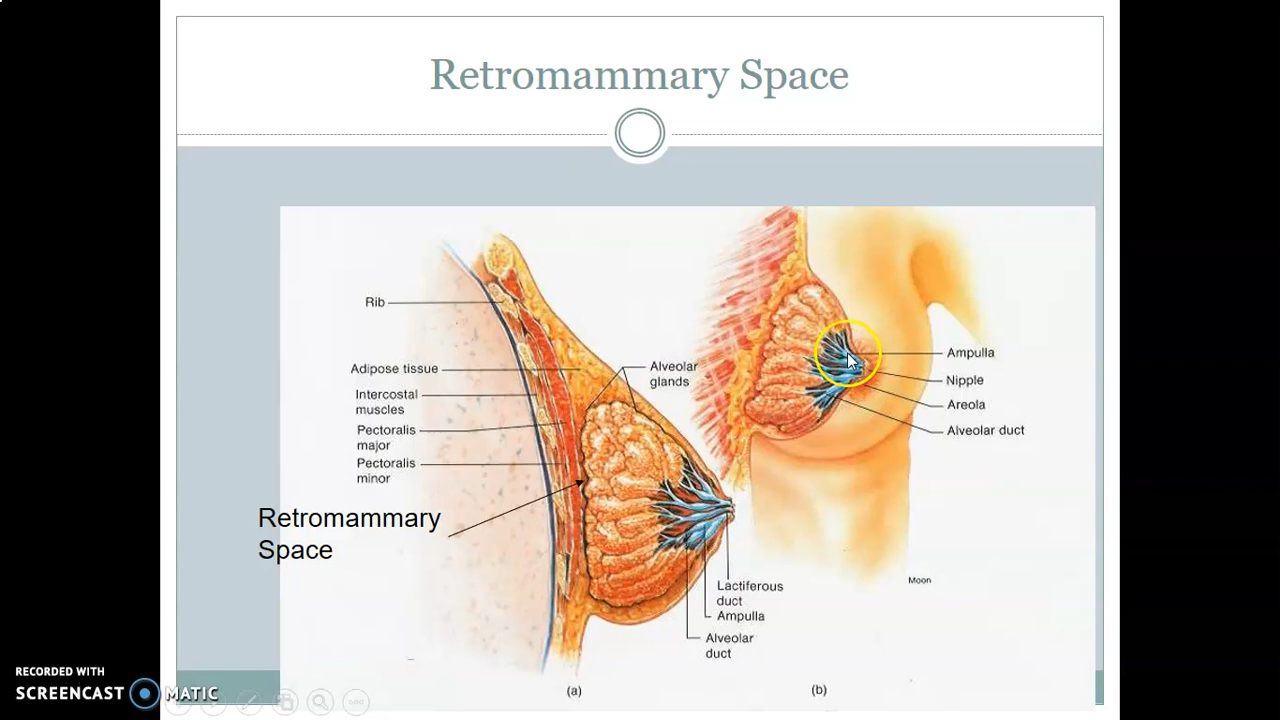 Retromammary Space
Rib
Adipose tissue
Intercostal
muscles
Pectoralis
major
Pectoralis
minor
Retromammary
Space
Alveolar
glands
Lactiferous
duct
Ampulla
Alveolar
duct
(a)
Ampulla
Nipple
Areola
Alveolar duct
Moon
(b)
RECORDED WITH
SCREENCAST MATIC